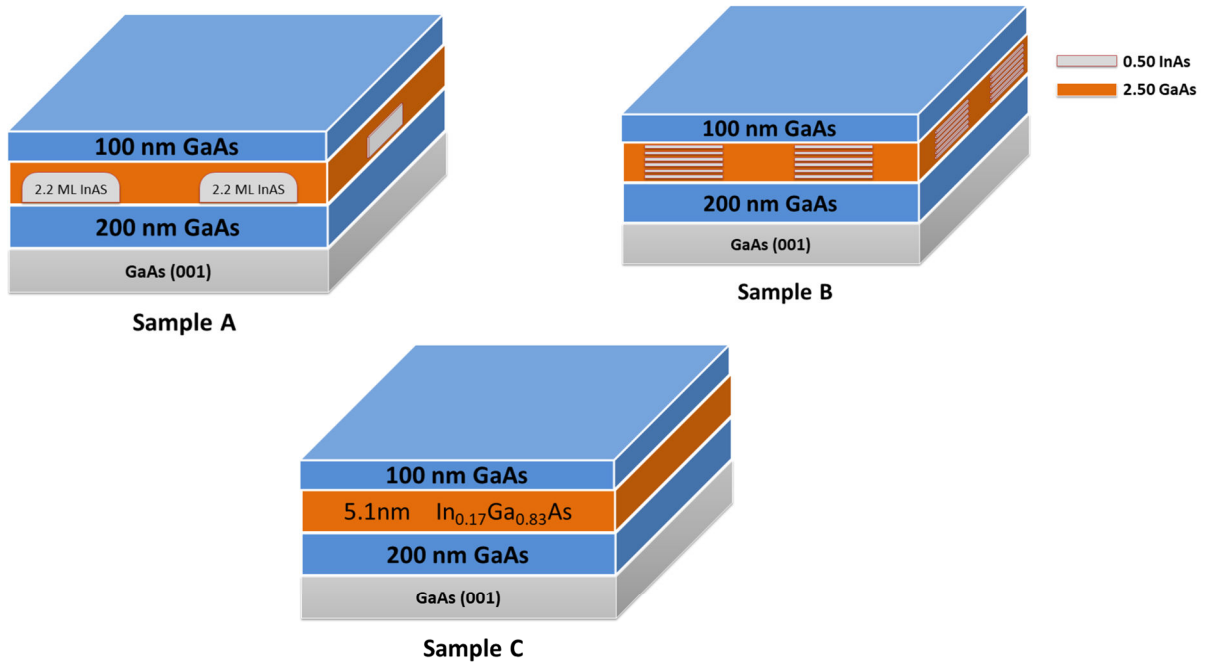 100 nm GaAs
2.2 ML InAS 2.2 ML InAS
200 nm GaAs
GaAs (001)
Sample A
100 nm GaAs
200 nm GaAs
GaAs (001)
Sample B
0.50 InAs
2.50 GaAs
100 nm GaAs
5.1nm In₀.₁₇Ga₀.₈₃As
200 nm GaAs
GaAs (001)
Sample C